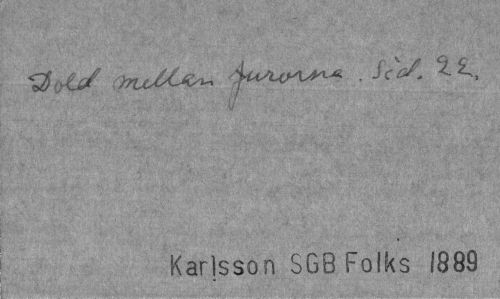 Dold mellan furorna. Sid. 22.
Karlsson SGB Folks 1889